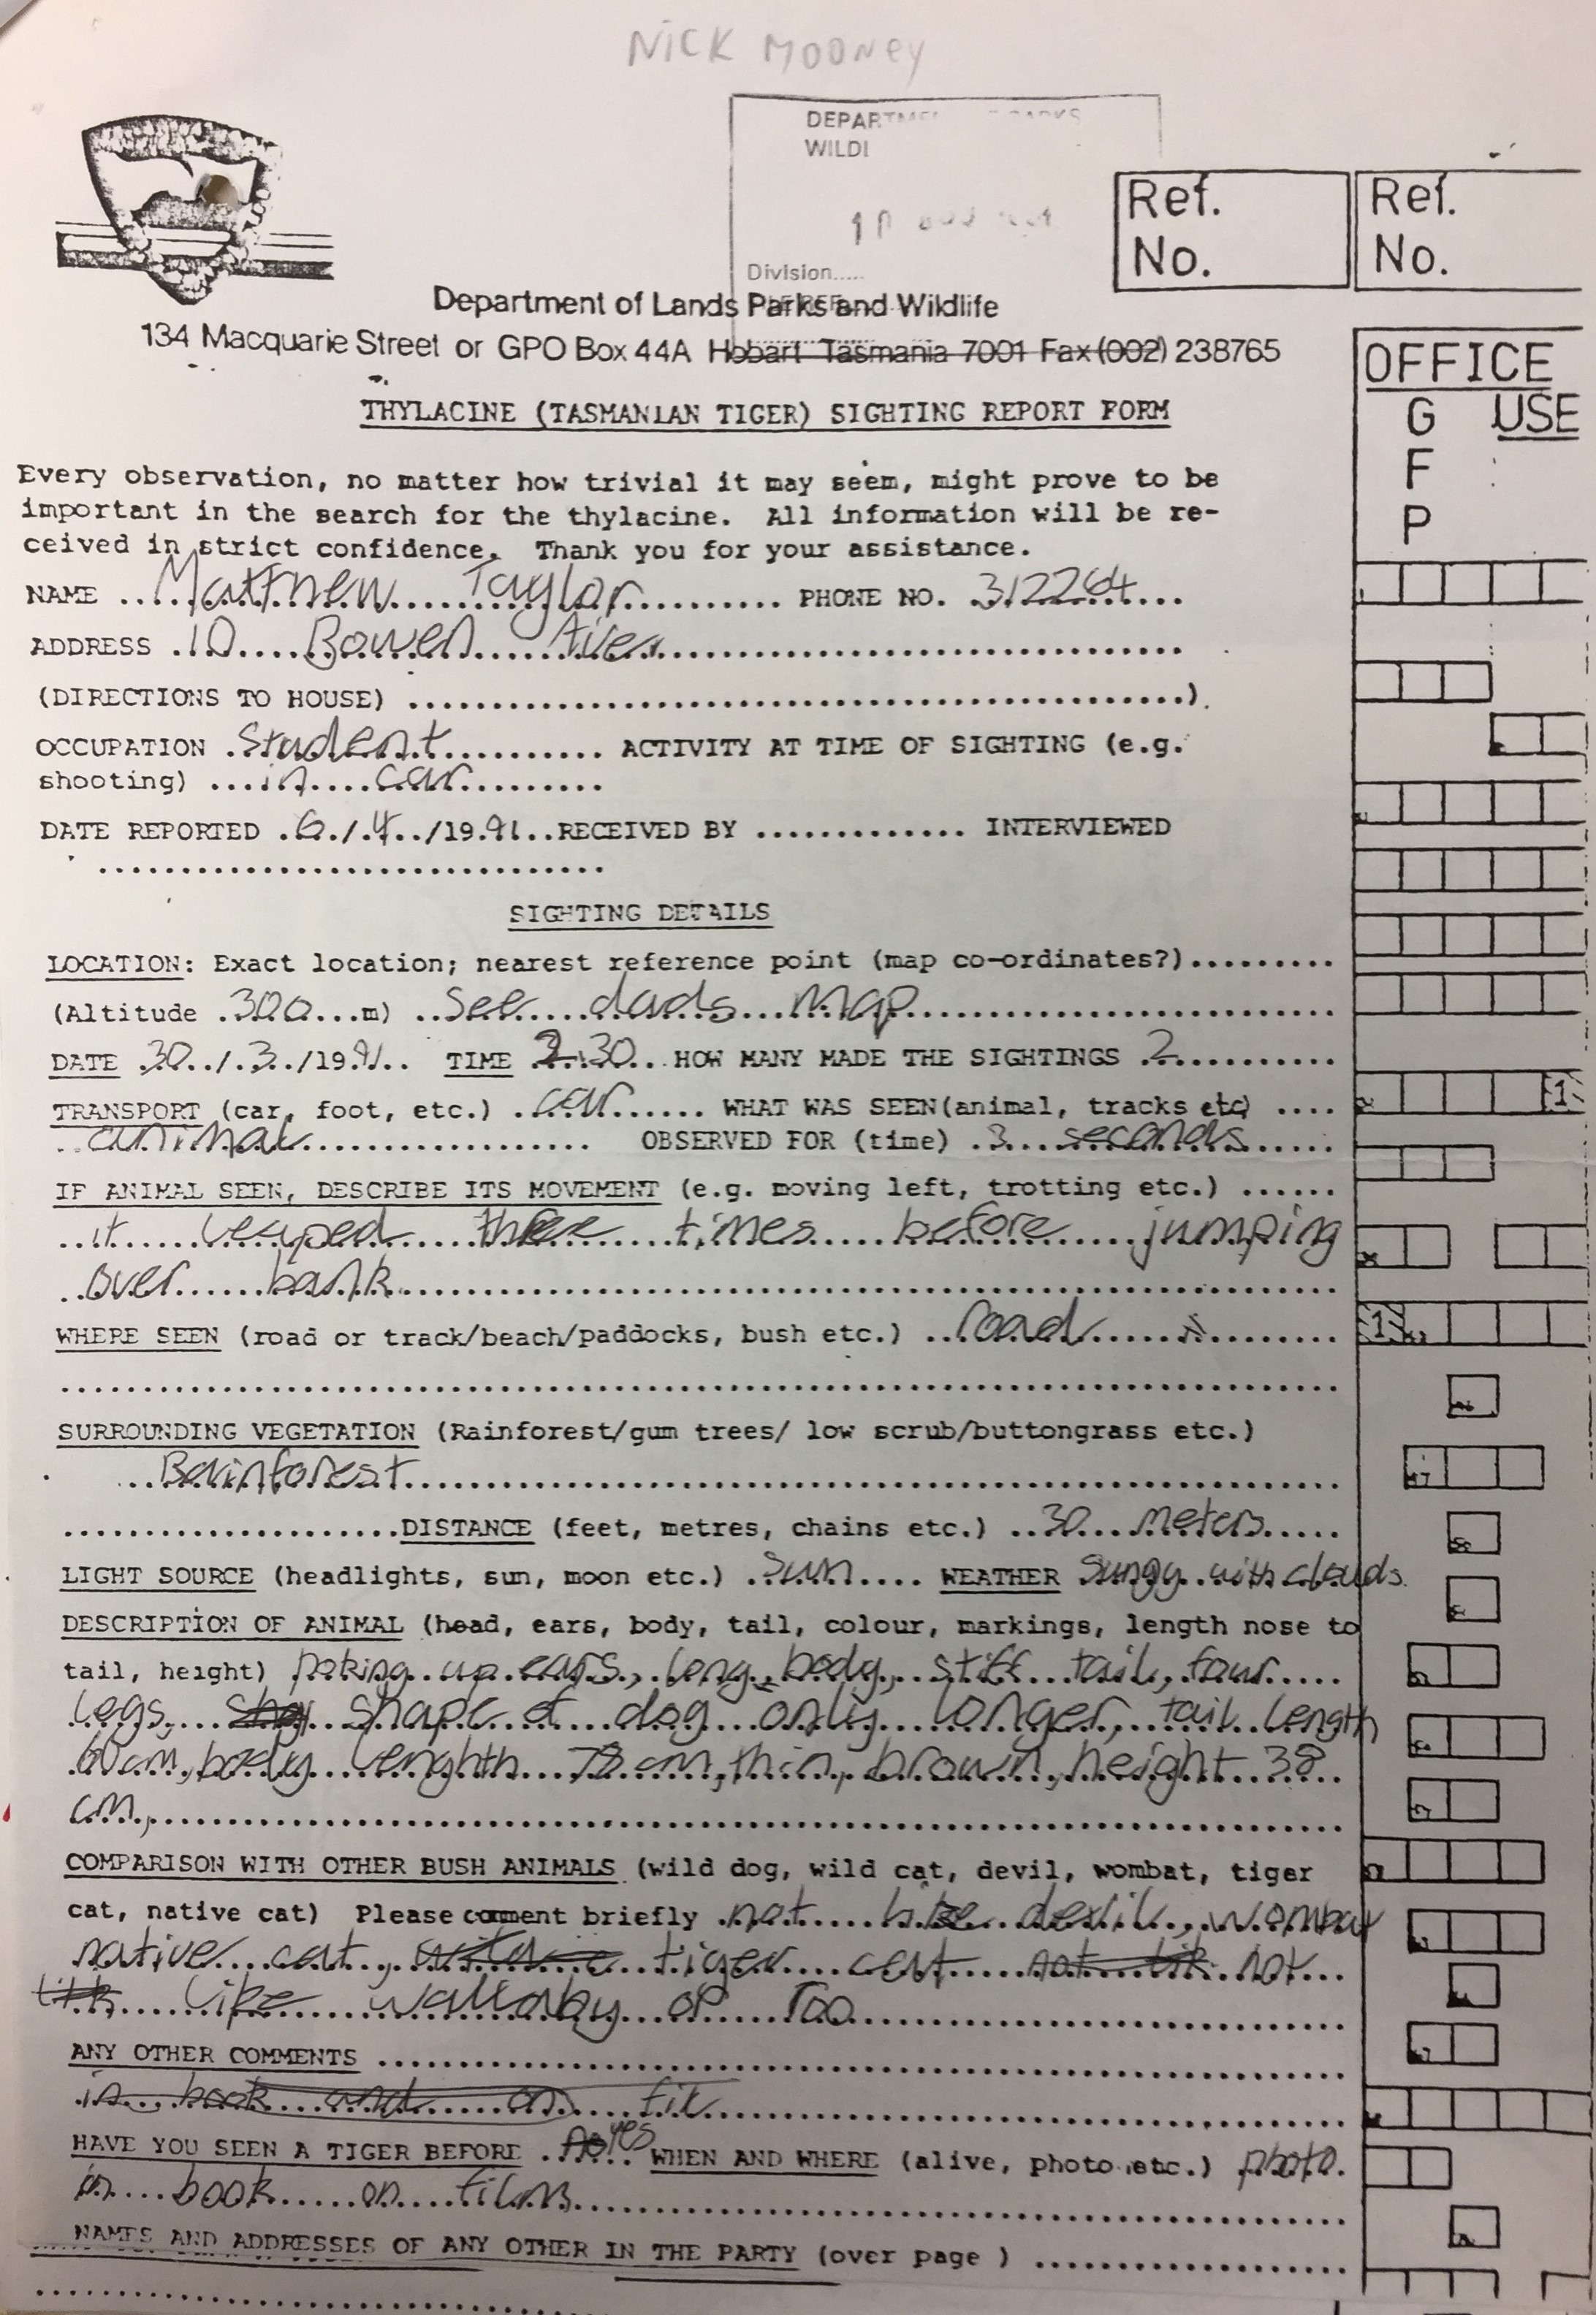 NICK MOONEY
DEPARTME PARKS
WILDI
Division.....
Ref. No.
Ref. No.
Department of Lands Parks and Wildlife
134 Macquarie Street or GPO Box 44A Hobart Tasmania 7001 Fax (002) 238765
OFFICE USE
G
F
P
THYLACINE (TASMANIAN TIGER) SIGHTING REPORT FORM
Every observation, no matter how trivial it may seem, might prove to be
important in the search for the thylacine. All information will be re-
ceived in strict confidence. Thank you for your assistance.
NAME ... Matthew Taylor ... PHONE NO. 312264...
ADDRESS .10 Bowen Aven...
(DIRECTIONS TO HOUSE) ...).
OCCUPATION .Student... ACTIVITY AT TIME OF SIGHTING (e.g.
shooting) ...in car...
DATE REPORTED .6./.4../19.91..RECEIVED BY ............. INTERVIEWED
SIGHTING DETAILS
LOCATION: Exact location; nearest reference point (map co-ordinates?).........
(Altitude .300...m) ..See dads map...
DATE 30../.3./19.91.. TIME 2.30... HOW MANY MADE THE SIGHTINGS .2...
TRANSPORT (car, foot, etc.) .car...... WHAT WAS SEEN(animal, tracks etc) ....
..animal... OBSERVED FOR (time) .3...seconds...
IF ANIMAL SEEN, DESCRIBE ITS MOVEMENT (e.g. moving left, trotting etc.) ......
..it leaped three times before jumping
..over bank...
WHERE SEEN (road or track/beach/paddocks, bush etc.) ..road...
SURROUNDING VEGETATION (Rainforest/gum trees/ low scrub/buttongrass etc.)
...Rainforest...
...DISTANCE (feet, metres, chains etc.) ..30...meters.....
LIGHT SOURCE (headlights, sun, moon etc.) .sun.... WEATHER Sungy with clouds.
DESCRIPTION OF ANIMAL (head, ears, body, tail, colour, markings, length nose to
tail, height) poking up ears, long body, stiff tail, four
legs, shape of dog only longer, tail length
60cm, body lenghth 78 cm, thin, brown, height 38
cm,
COMPARISON WITH OTHER BUSH ANIMALS (wild dog, wild cat, devil, wombat, tiger
cat, native cat) Please comment briefly .not like devil, wombat
native cat, tiger cat not lik not
like wallaby or roo
ANY OTHER COMMENTS ...
in book and on fil
HAVE YOU SEEN A TIGER BEFORE .No yes WHEN AND WHERE (alive, photo etc.) photo.
in book on films
NAMES AND ADDRESSES OF ANY OTHER IN THE PARTY (over page ) ...